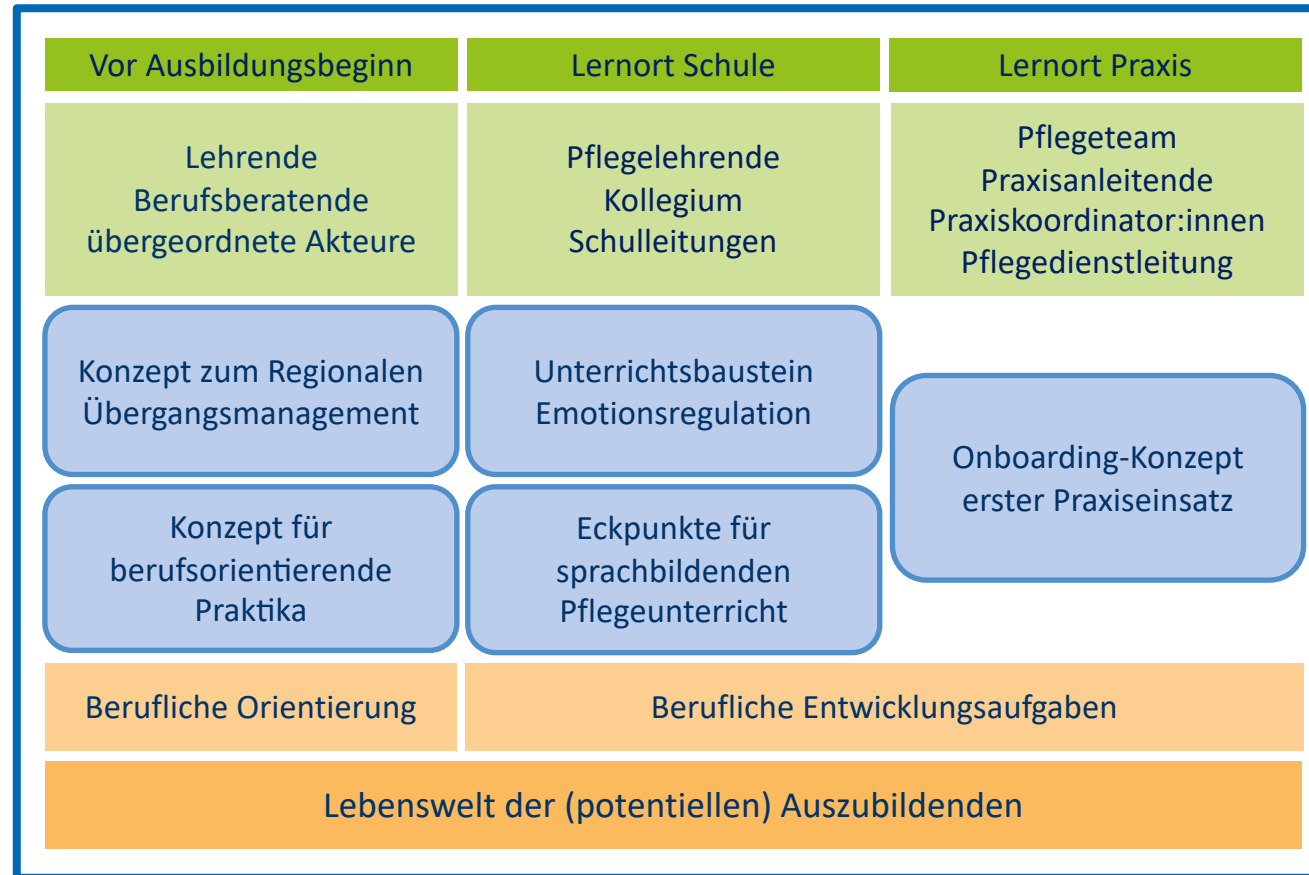 Vor Ausbildungsbeginn
Lernort Schule
Lernort Praxis
Lehrende
Berufsberatende
übergeordnete Akteure
Pflegelehrende
Kollegium
Schulleitungen
Pflegeteam
Praxisanleitende
Praxiskoordinator:innen
Pflegedienstleitung
Konzept zum Regionalen
Übergangsmanagement
Unterrichtsbaustein
Emotionsregulation
Onboarding-Konzept
erster Praxiseinsatz
Konzept für
berufsorientierende
Praktika
Eckpunkte für
sprachbildenden
Pflegeunterricht
Berufliche Orientierung
Berufliche Entwicklungsaufgaben
Lebenswelt der (potentiellen) Auszubildenden